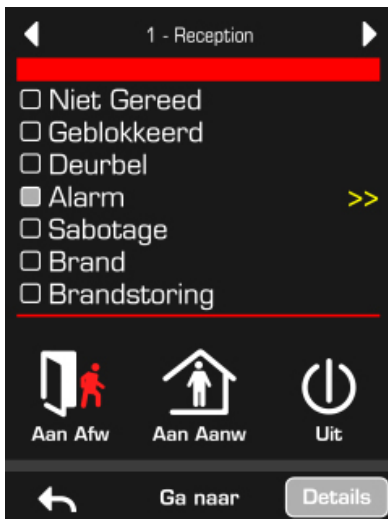 1 - Reception
Niet Gereed
Geblokkeerd
Deurbel
Alarm >>
Sabotage
Brand
Brandstoring
Aan Afw Aan Aanw Uit
Ga naar Details